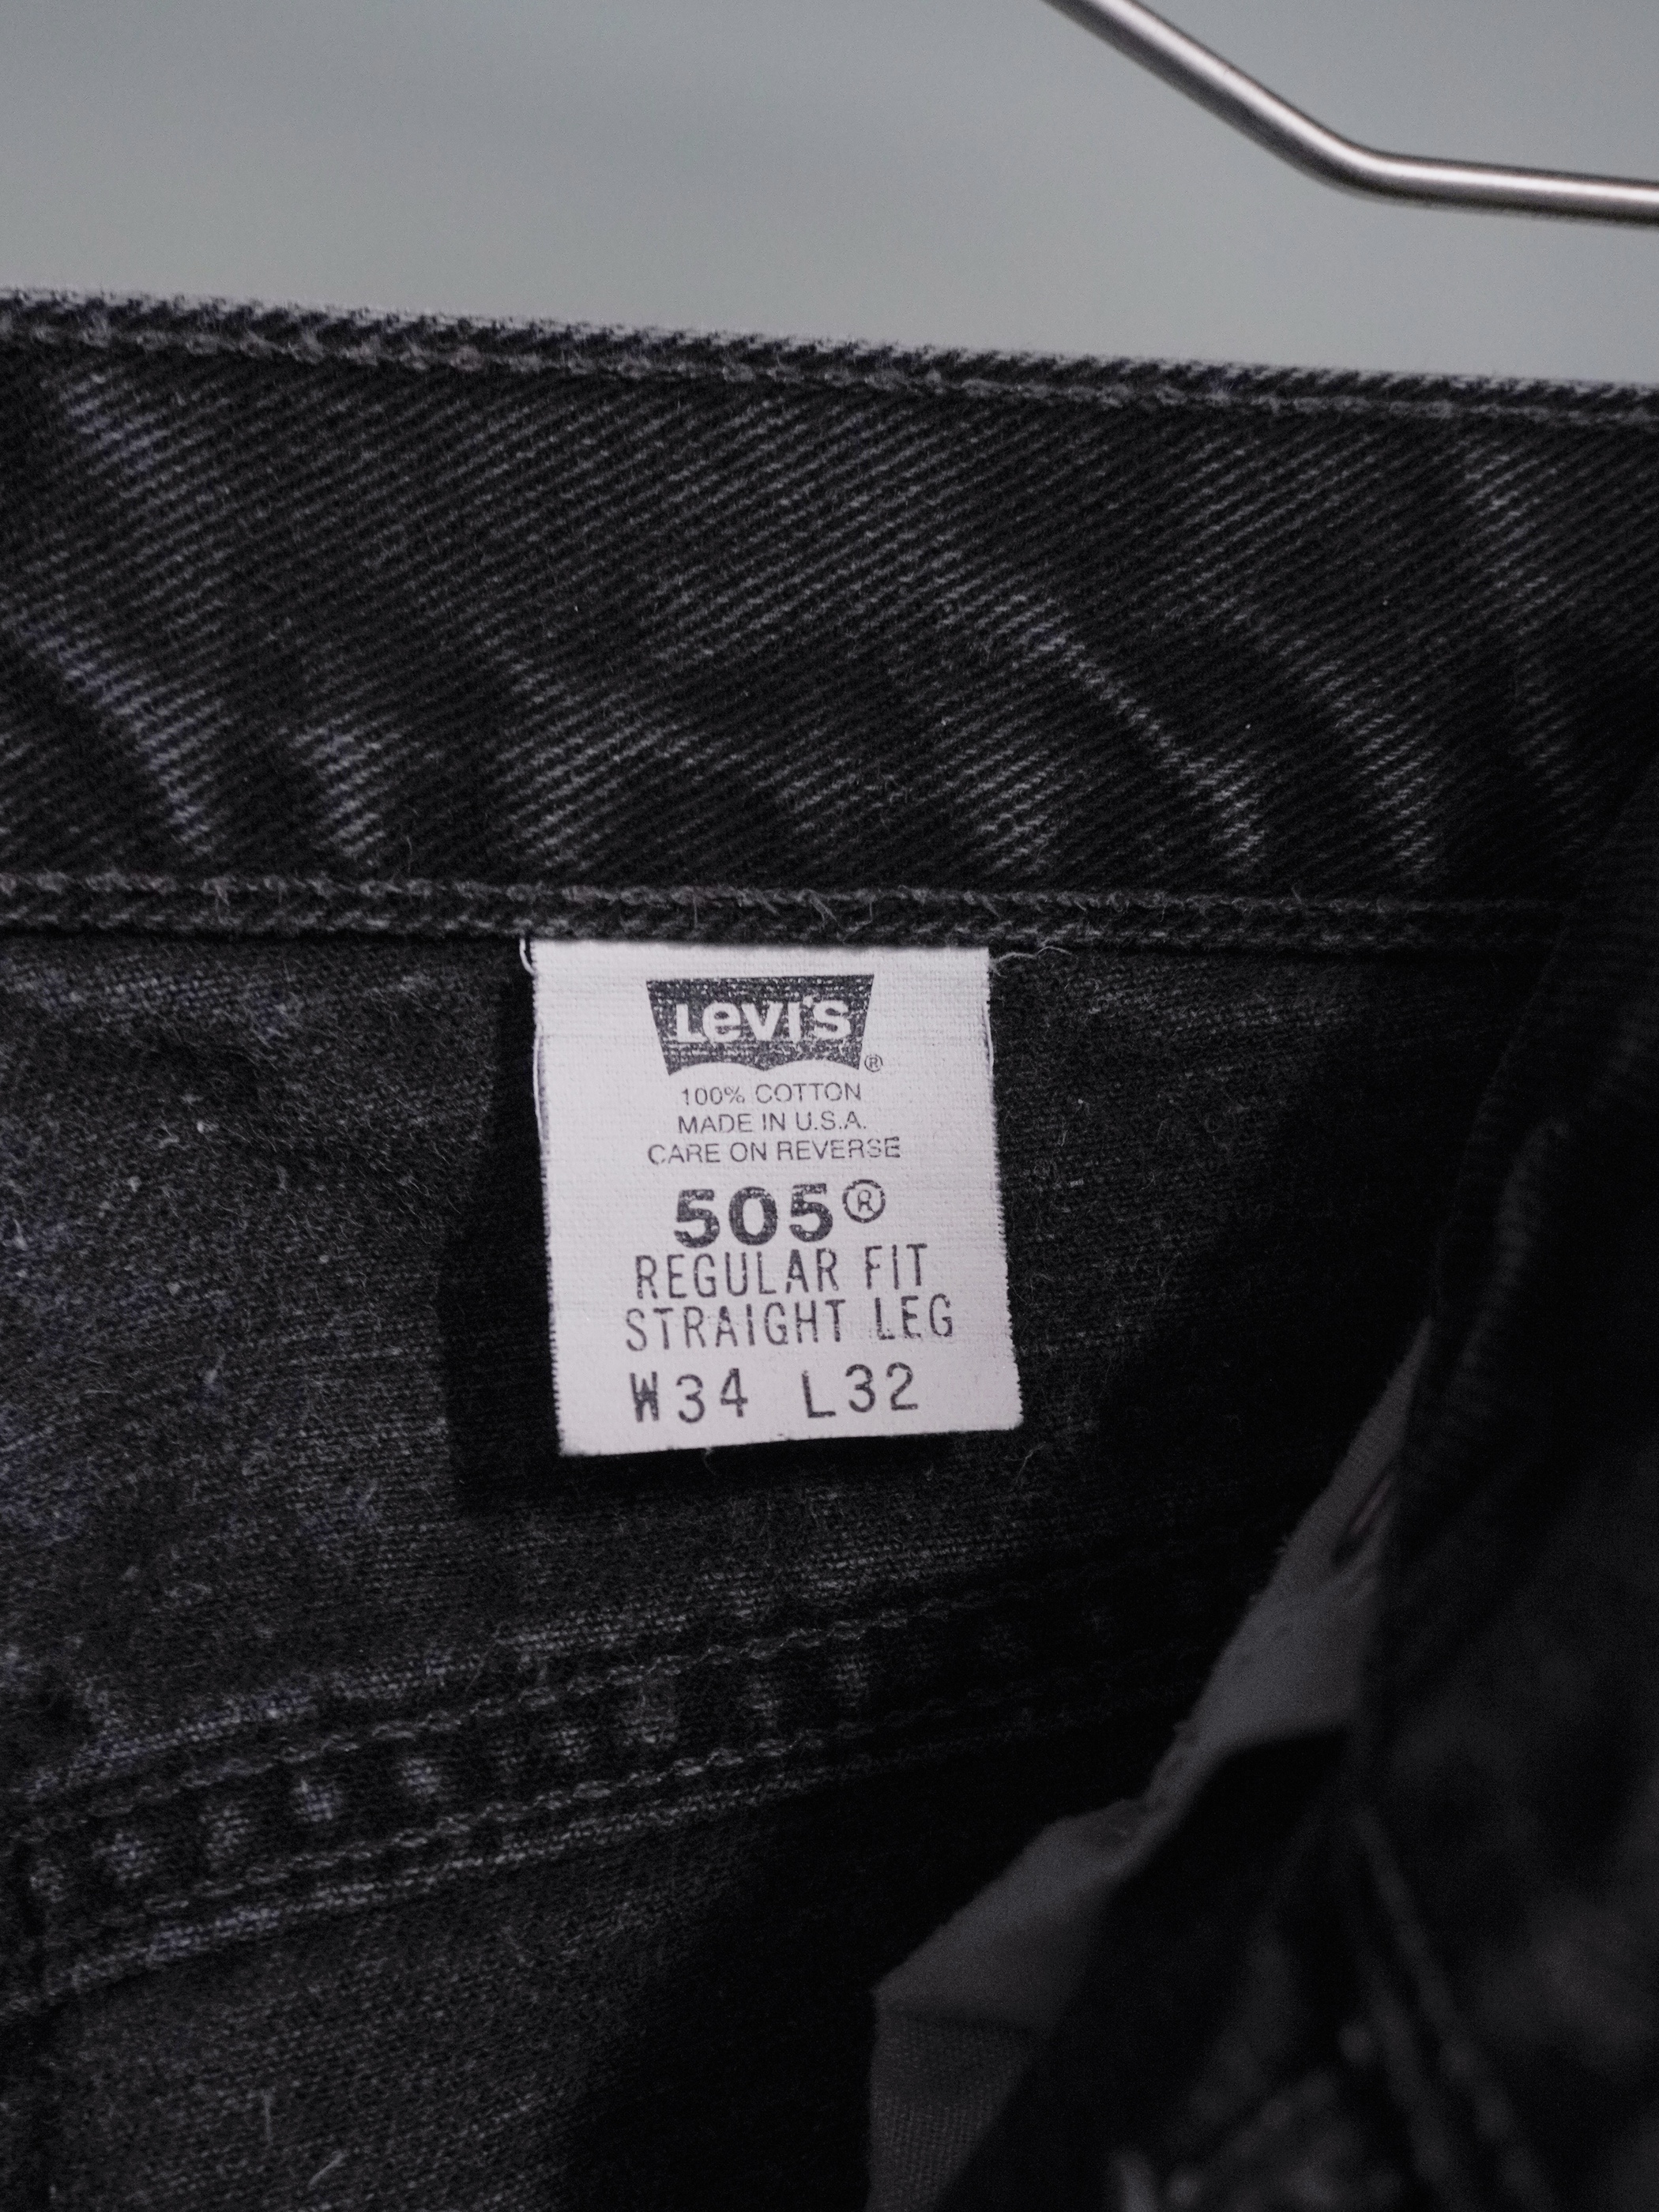 Levi's®
100% COTTON
MADE IN U.S.A.
CARE ON REVERSE
505®
REGULAR FIT
STRAIGHT LEG
W34 L32